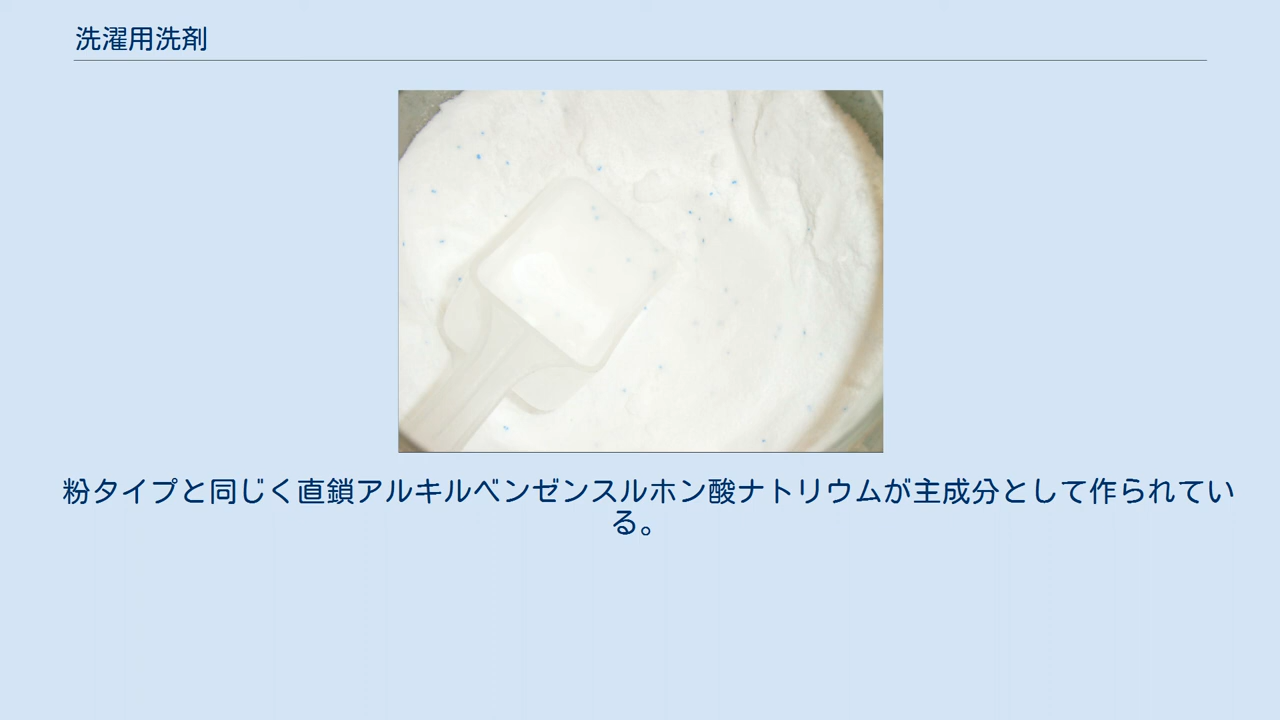 洗濯用洗剤
粉タイプと同じく直鎖アルキルベンゼンスルホン酸ナトリウムが主成分として作られてい
る。